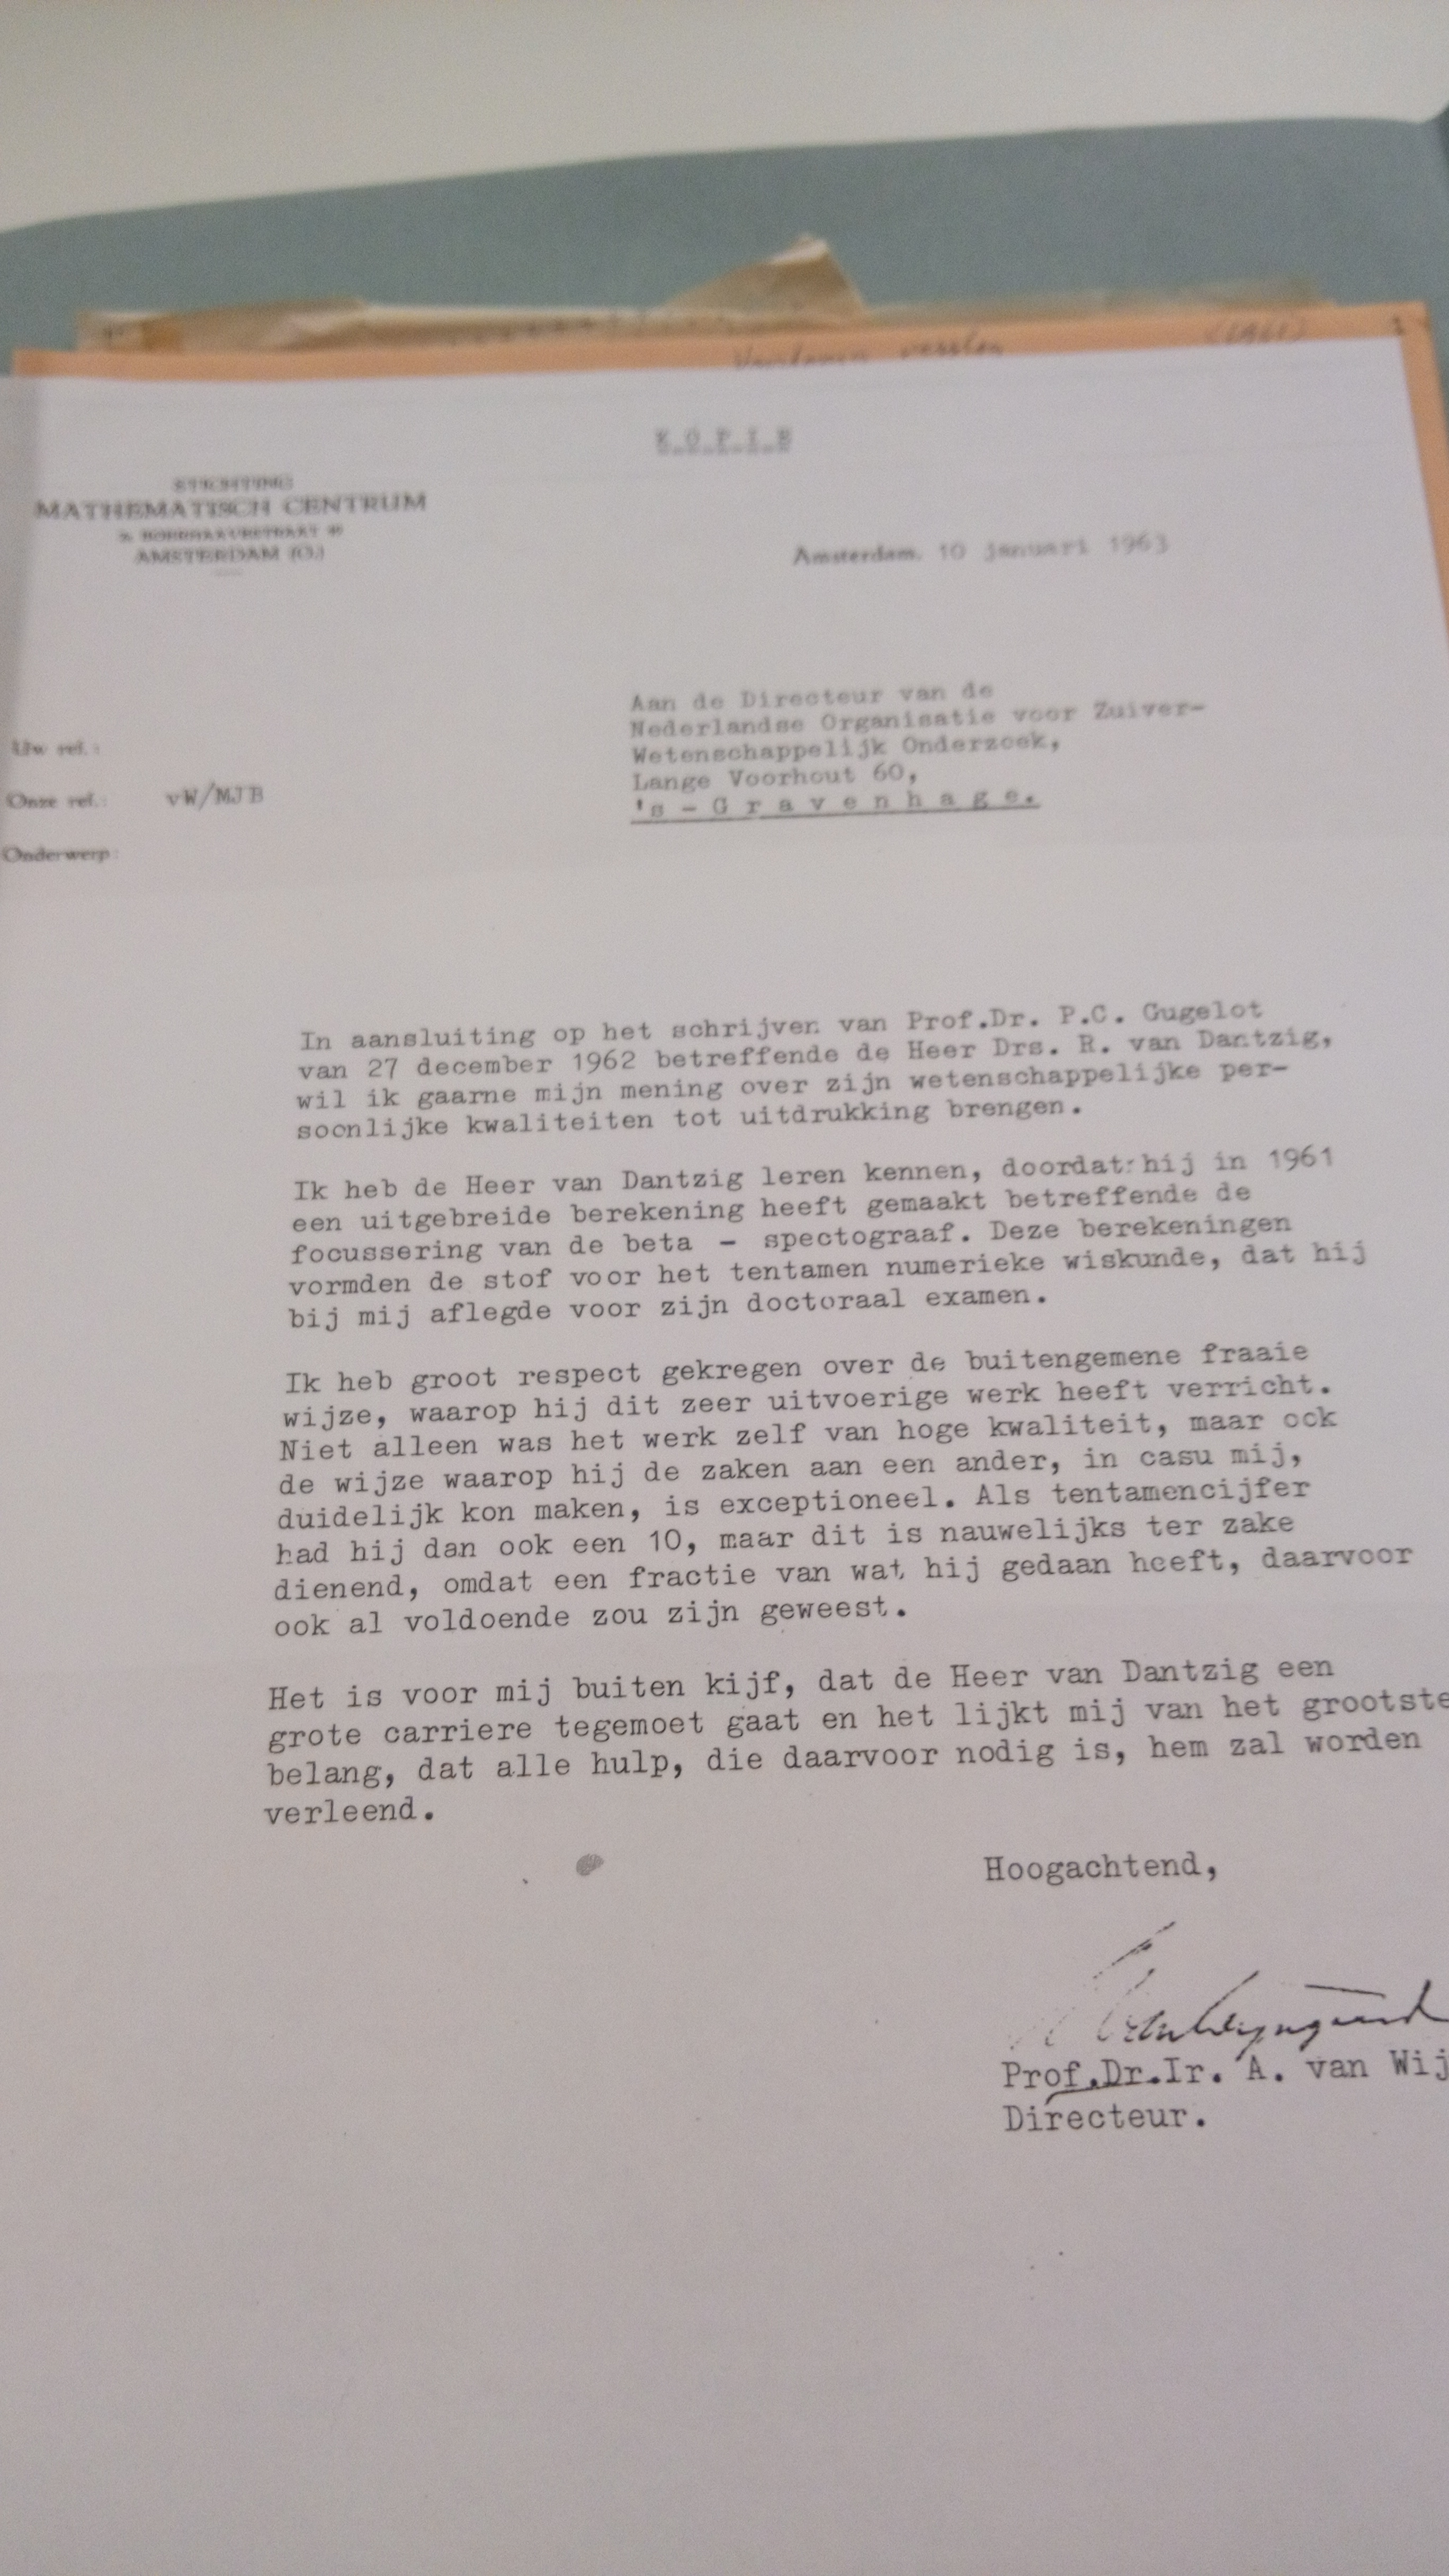 K O P I E
STICHTING
MATHEMATISCH CENTRUM
AMSTERDAM (O.)
Amsterdam, 10 januari 1963
Aan de Directeur van de
Nederlandse Organisatie voor Zuiver-
Wetenschappelijk Onderzoek,
Lange Voorhout 60,
's - G r a v e n h a g e.
Uw ref.:
Onze ref.: vW/MJB
Onderwerp:
In aansluiting op het schrijven van Prof.Dr. P.C. Gugelot
van 27 december 1962 betreffende de Heer Drs. R. van Dantzig,
wil ik gaarne mijn mening over zijn wetenschappelijke per-
soonlijke kwaliteiten tot uitdrukking brengen.
Ik heb de Heer van Dantzig leren kennen, doordat hij in 1961
een uitgebreide berekening heeft gemaakt betreffende de
focussering van de beta - spectograaf. Deze berekeningen
vormden de stof voor het tentamen numerieke wiskunde, dat hij
bij mij aflegde voor zijn doctoraal examen.
Ik heb groot respect gekregen over de buitengemene fraaie
wijze, waarop hij dit zeer uitvoerige werk heeft verricht.
Niet alleen was het werk zelf van hoge kwaliteit, maar ook
de wijze waarop hij de zaken aan een ander, in casu mij,
duidelijk kon maken, is exceptioneel. Als tentamencijfer
had hij dan ook een 10, maar dit is nauwelijks ter zake
dienend, omdat een fractie van wat hij gedaan heeft, daarvoor
ook al voldoende zou zijn geweest.
Het is voor mij buiten kijf, dat de Heer van Dantzig een
grote carriere tegemoet gaat en het lijkt mij van het grootste
belang, dat alle hulp, die daarvoor nodig is, hem zal worden
verleend.
Hoogachtend,
Prof.Dr.Ir. A. van Wij
Directeur.